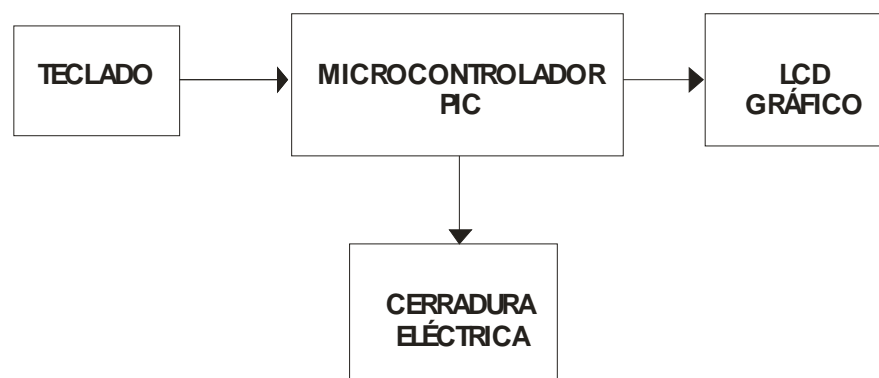 TECLADO
MICROCONTROLADOR
PIC
LCD
GRÁFICO
CERRADURA
ELÉCTRICA